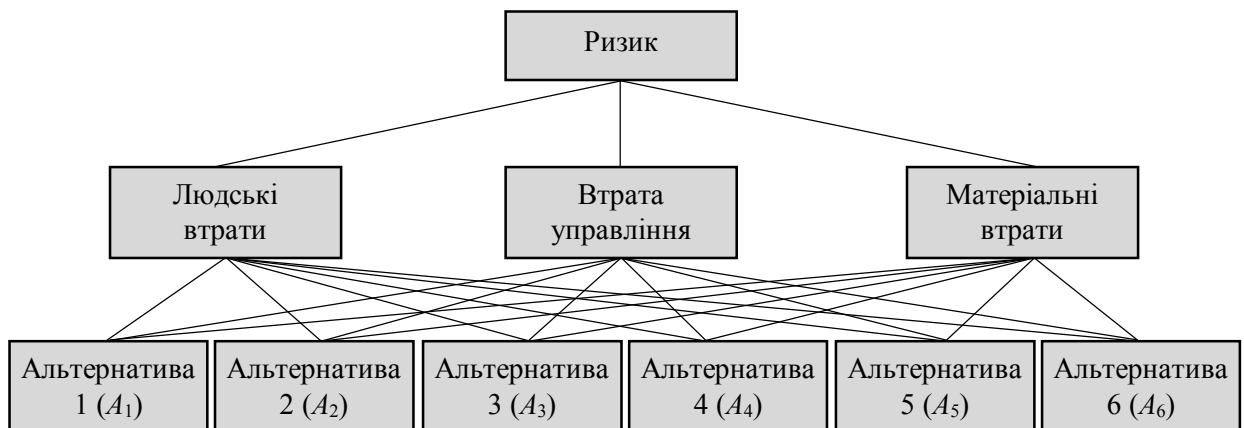 Ризик
Людські
втрати
Втрата
управління
Матеріальні
втрати
Альтернатива
1 (A₁)
Альтернатива
2 (A₂)
Альтернатива
3 (A₃)
Альтернатива
4 (A₄)
Альтернатива
5 (A₅)
Альтернатива
6 (A₆)